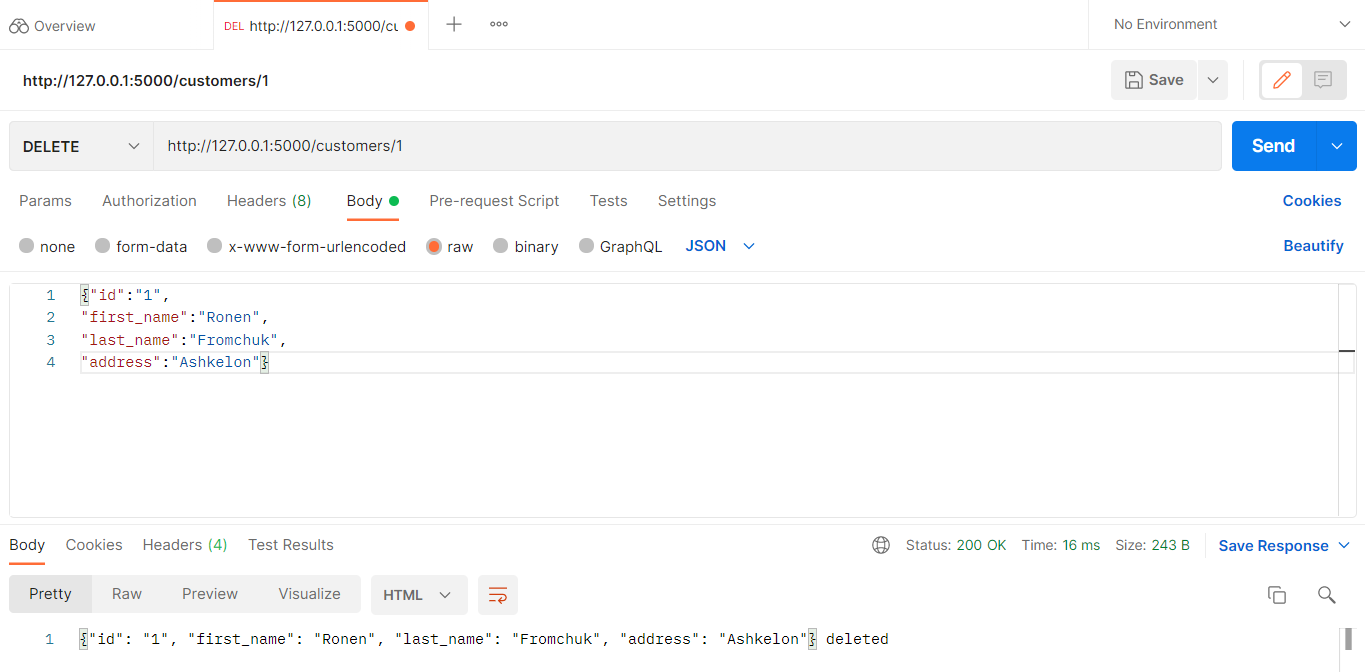 Overview
DEL http://127.0.0.1:5000/cu
No Environment
http://127.0.0.1:5000/customers/1
Save
DELETE
http://127.0.0.1:5000/customers/1
Send
Params Authorization Headers (8) Body Pre-request Script Tests Settings Cookies
none form-data x-www-form-urlencoded raw binary GraphQL JSON Beautify
1 {"id":"1",
2 "first_name":"Ronen",
3 "last_name":"Fromchuk",
4 "address":"Ashkelon"}
Body Cookies Headers (4) Test Results Status: 200 OK Time: 16 ms Size: 243 B Save Response
Pretty Raw Preview Visualize HTML
1 {"id": "1", "first_name": "Ronen", "last_name": "Fromchuk", "address": "Ashkelon"} deleted